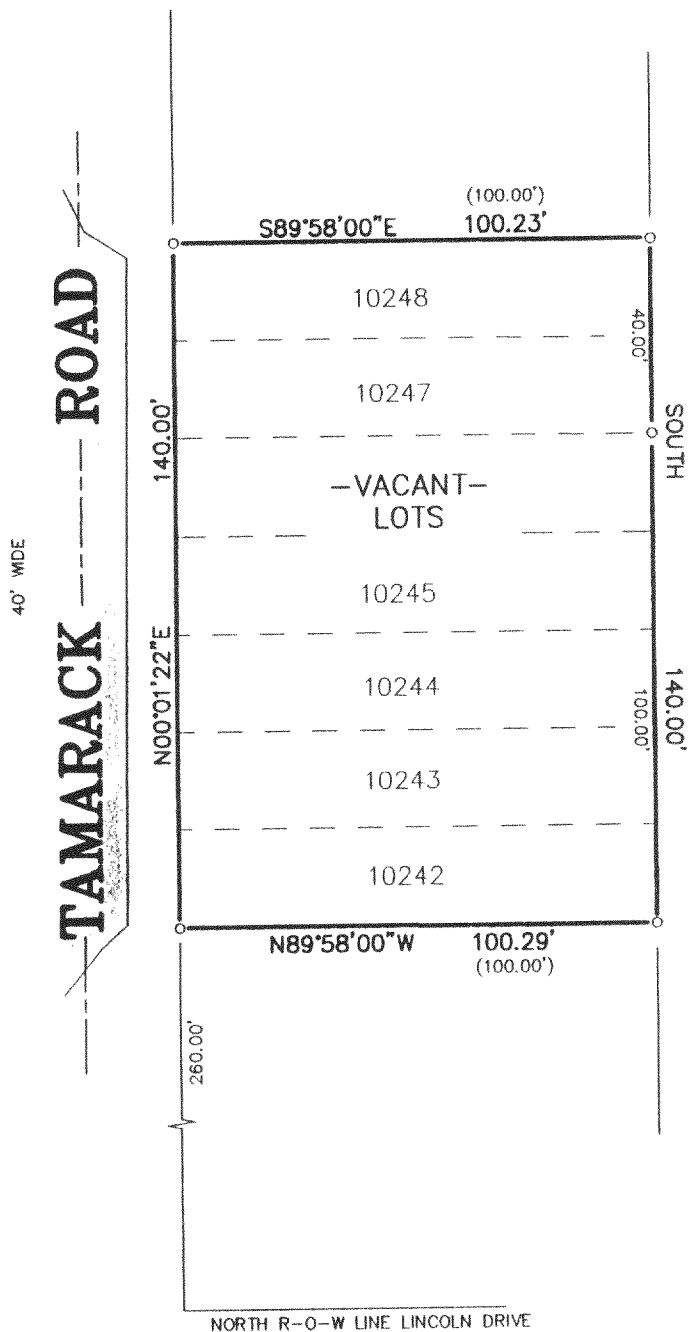 (100.00')
S89°58'00"E 100.23'
10248
40.00'
10247
SOUTH
140.00'
-VACANT-
LOTS
TAMARACK ROAD
40' WIDE
10245
N00°01'22"E
10244
140.00'
100.00'
10243
10242
N89°58'00"W 100.29'
(100.00')
260.00'
NORTH R-O-W LINE LINCOLN DRIVE